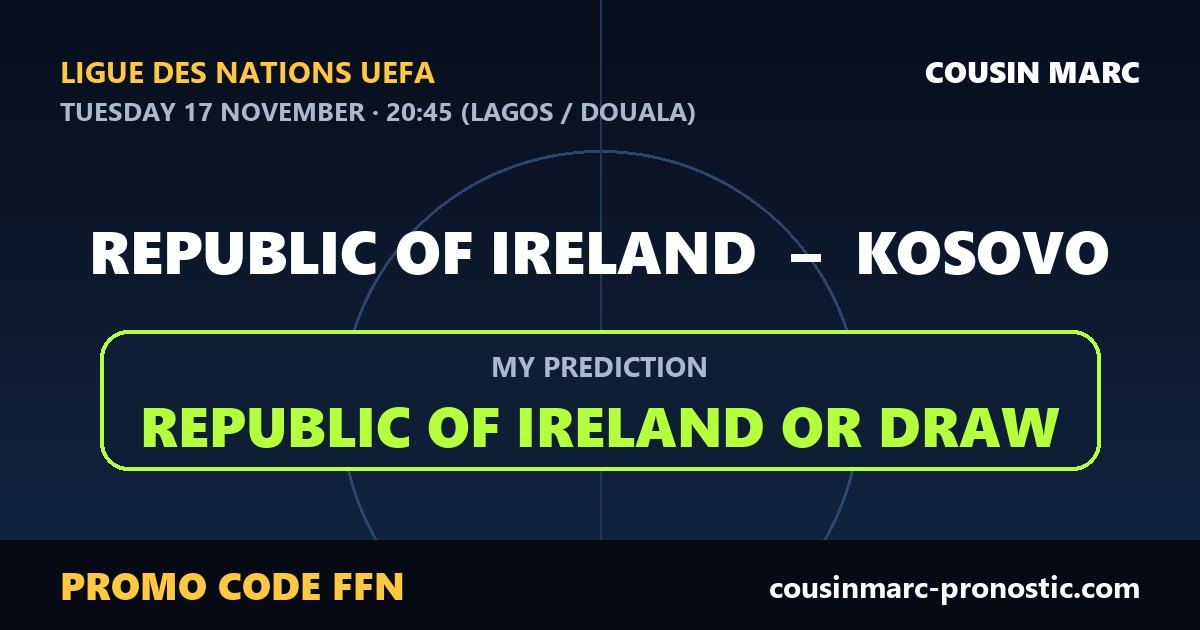 LIGUE DES NATIONS UEFA
COUSIN MARC
TUESDAY 17 NOVEMBER · 20:45 (LAGOS / DOUALA)
REPUBLIC OF IRELAND – KOSOVO
MY PREDICTION
REPUBLIC OF IRELAND OR DRAW
PROMO CODE FFN
cousinmarc-pronostic.com